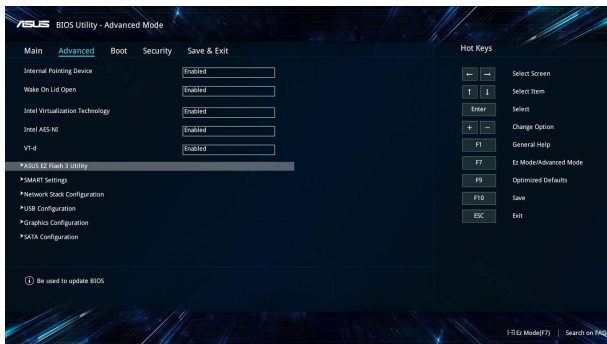 ASUS BIOS Utility - Advanced Mode
Main Advanced Boot Security Save & Exit
Internal Pointing Device Enabled
Wake On Lid Open Enabled
Intel Virtualization Technology Enabled
Intel AES-NI Enabled
VT-d Enabled
>ASUS EZ Flash 3 Utility
>SMART Settings
>Network Stack Configuration
>USB Configuration
>Graphics Configuration
>SATA Configuration
Be used to update BIOS
Hot Keys
← → Select Screen
↑ ↓ Select Item
Enter Select
+ − Change Option
F1 General Help
F7 Ez Mode/Advanced Mode
F9 Optimized Defaults
F10 Save
ESC Exit
Ez Mode(F7) | Search on FAQ